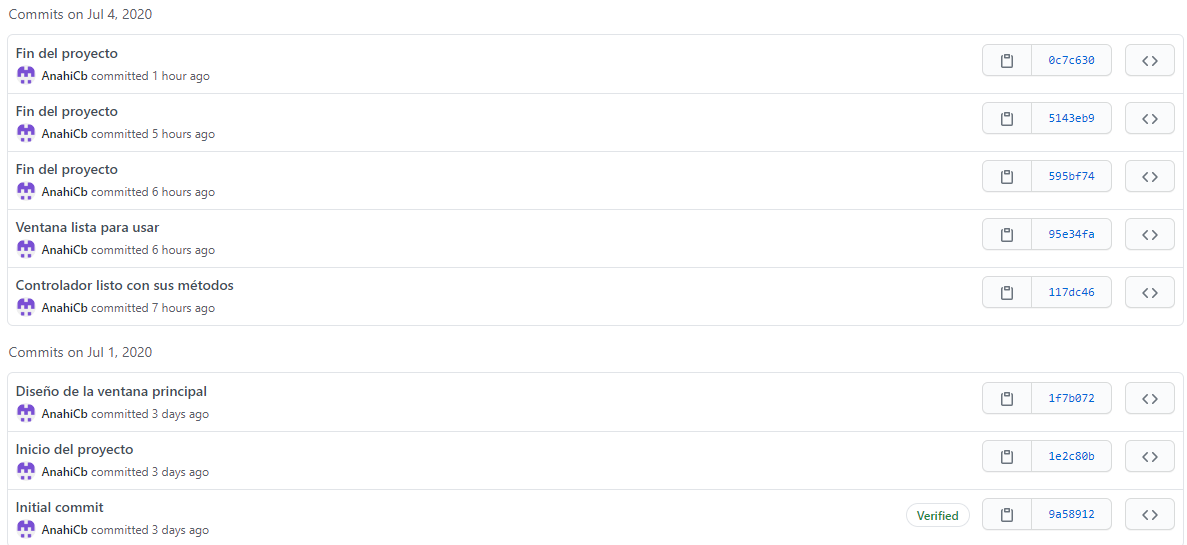 Commits on Jul 4, 2020
Fin del proyecto
AnahiCb committed 1 hour ago
0c7c630
Fin del proyecto
AnahiCb committed 5 hours ago
5143eb9
Fin del proyecto
AnahiCb committed 6 hours ago
595bf74
Ventana lista para usar
AnahiCb committed 6 hours ago
95e34fa
Controlador listo con sus métodos
AnahiCb committed 7 hours ago
117dc46
Commits on Jul 1, 2020
Diseño de la ventana principal
AnahiCb committed 3 days ago
1f7b072
Inicio del proyecto
AnahiCb committed 3 days ago
1e2c80b
Initial commit
AnahiCb committed 3 days ago
Verified
9a58912